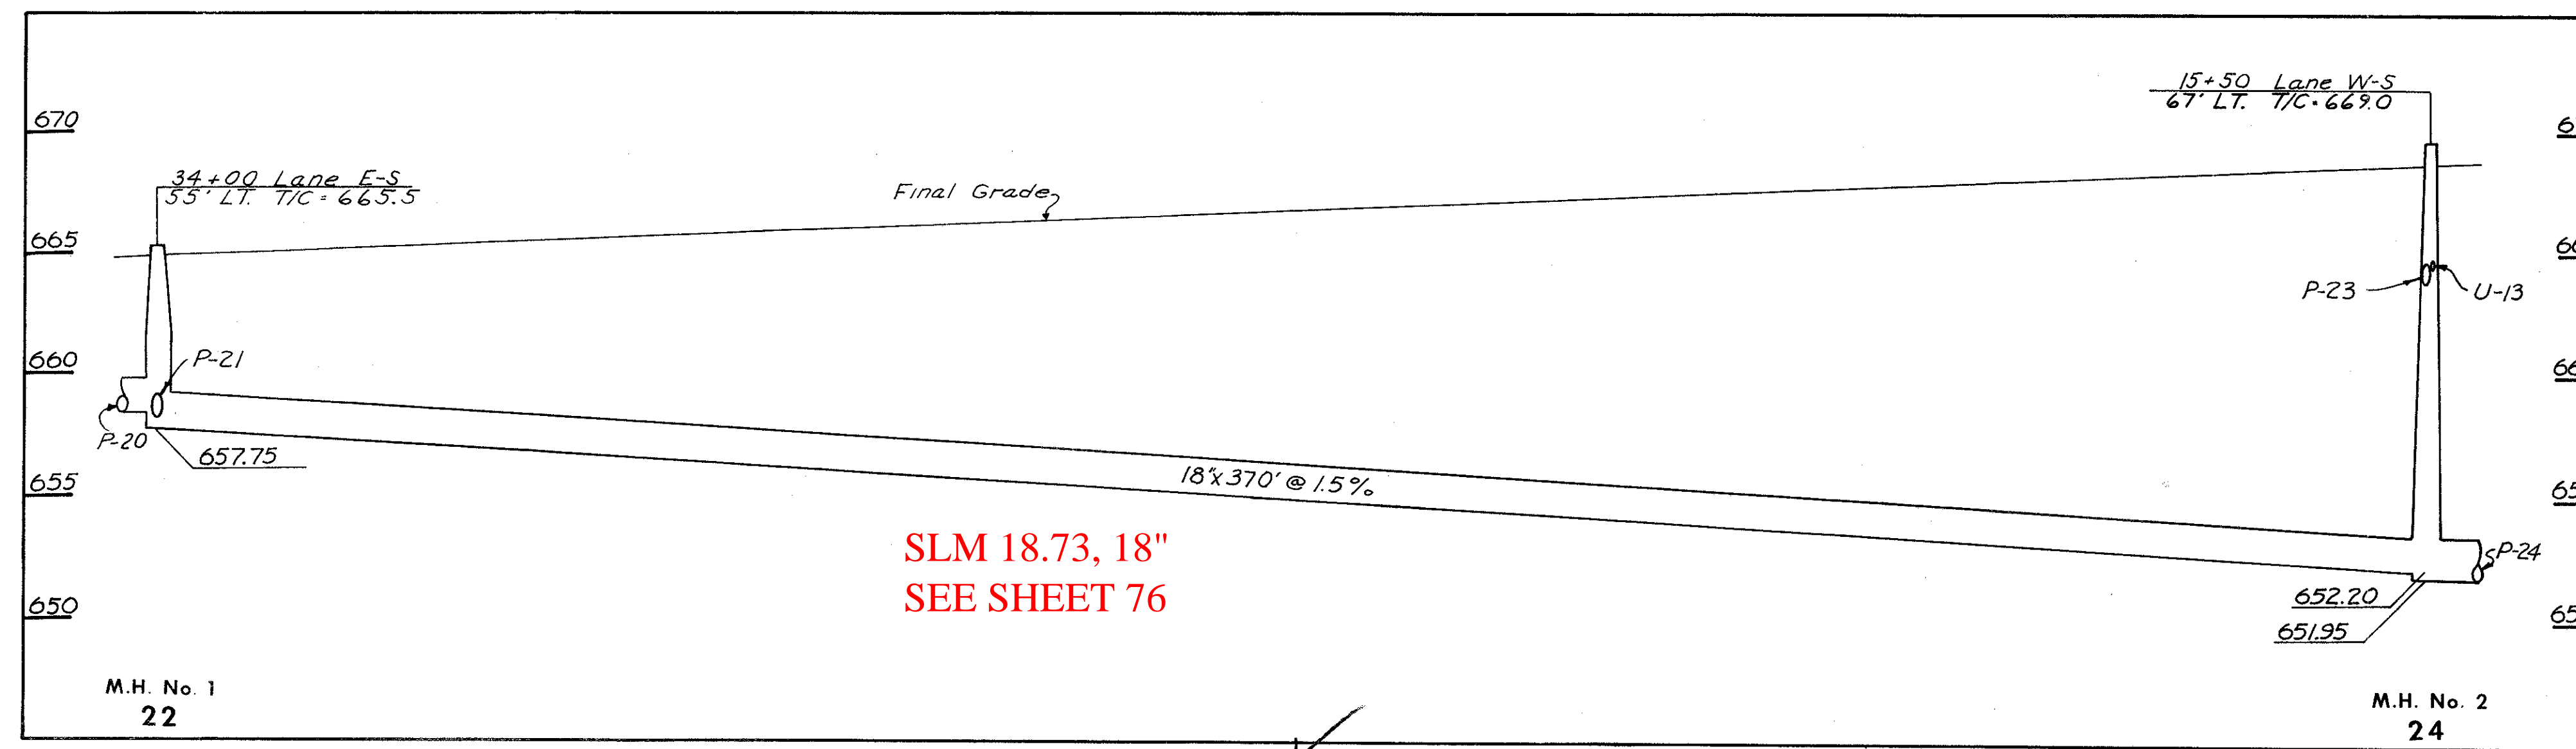 15+50 Lane W-S
67' LT. T/C=669.0
670
34+00 Lane E-S
55' LT. T/C=665.5
Final Grade
665
P-23
U-13
660
P-21
P-20
657.75
655
18"x370' @ 1.5%
SLM 18.73, 18"
SEE SHEET 76
P-24
652.20
650
651.95
M.H. No. 1
22
M.H. No. 2
24